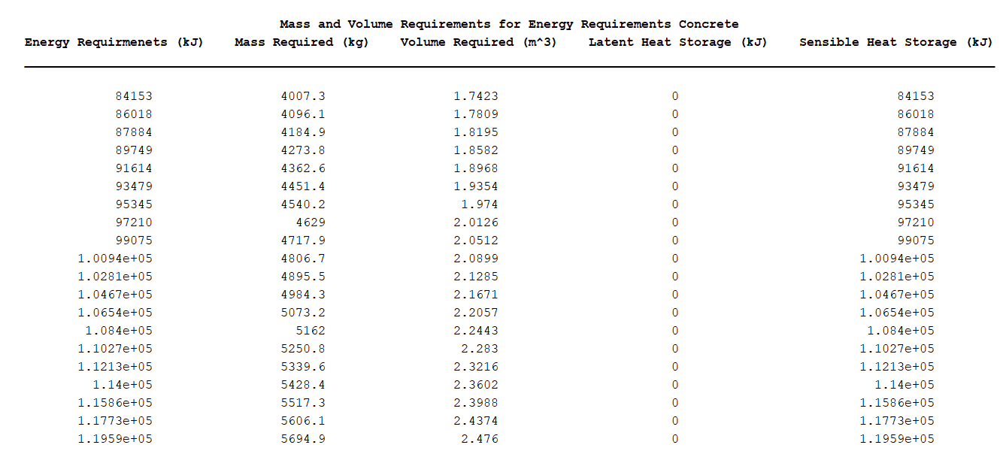 Mass and Volume Requirements for Energy Requirements Concrete
Energy Requirmenets (kJ) Mass Required (kg) Volume Required (m^3) Latent Heat Storage (kJ) Sensible Heat Storage (kJ)
84153 4007.3 1.7423 0 84153
86018 4096.1 1.7809 0 86018
87884 4184.9 1.8195 0 87884
89749 4273.8 1.8582 0 89749
91614 4362.6 1.8968 0 91614
93479 4451.4 1.9354 0 93479
95345 4540.2 1.974 0 95345
97210 4629 2.0126 0 97210
99075 4717.9 2.0512 0 99075
1.0094e+05 4806.7 2.0899 0 1.0094e+05
1.0281e+05 4895.5 2.1285 0 1.0281e+05
1.0467e+05 4984.3 2.1671 0 1.0467e+05
1.0654e+05 5073.2 2.2057 0 1.0654e+05
1.084e+05 5162 2.2443 0 1.084e+05
1.1027e+05 5250.8 2.283 0 1.1027e+05
1.1213e+05 5339.6 2.3216 0 1.1213e+05
1.14e+05 5428.4 2.3602 0 1.14e+05
1.1586e+05 5517.3 2.3988 0 1.1586e+05
1.1773e+05 5606.1 2.4374 0 1.1773e+05
1.1959e+05 5694.9 2.476 0 1.1959e+05